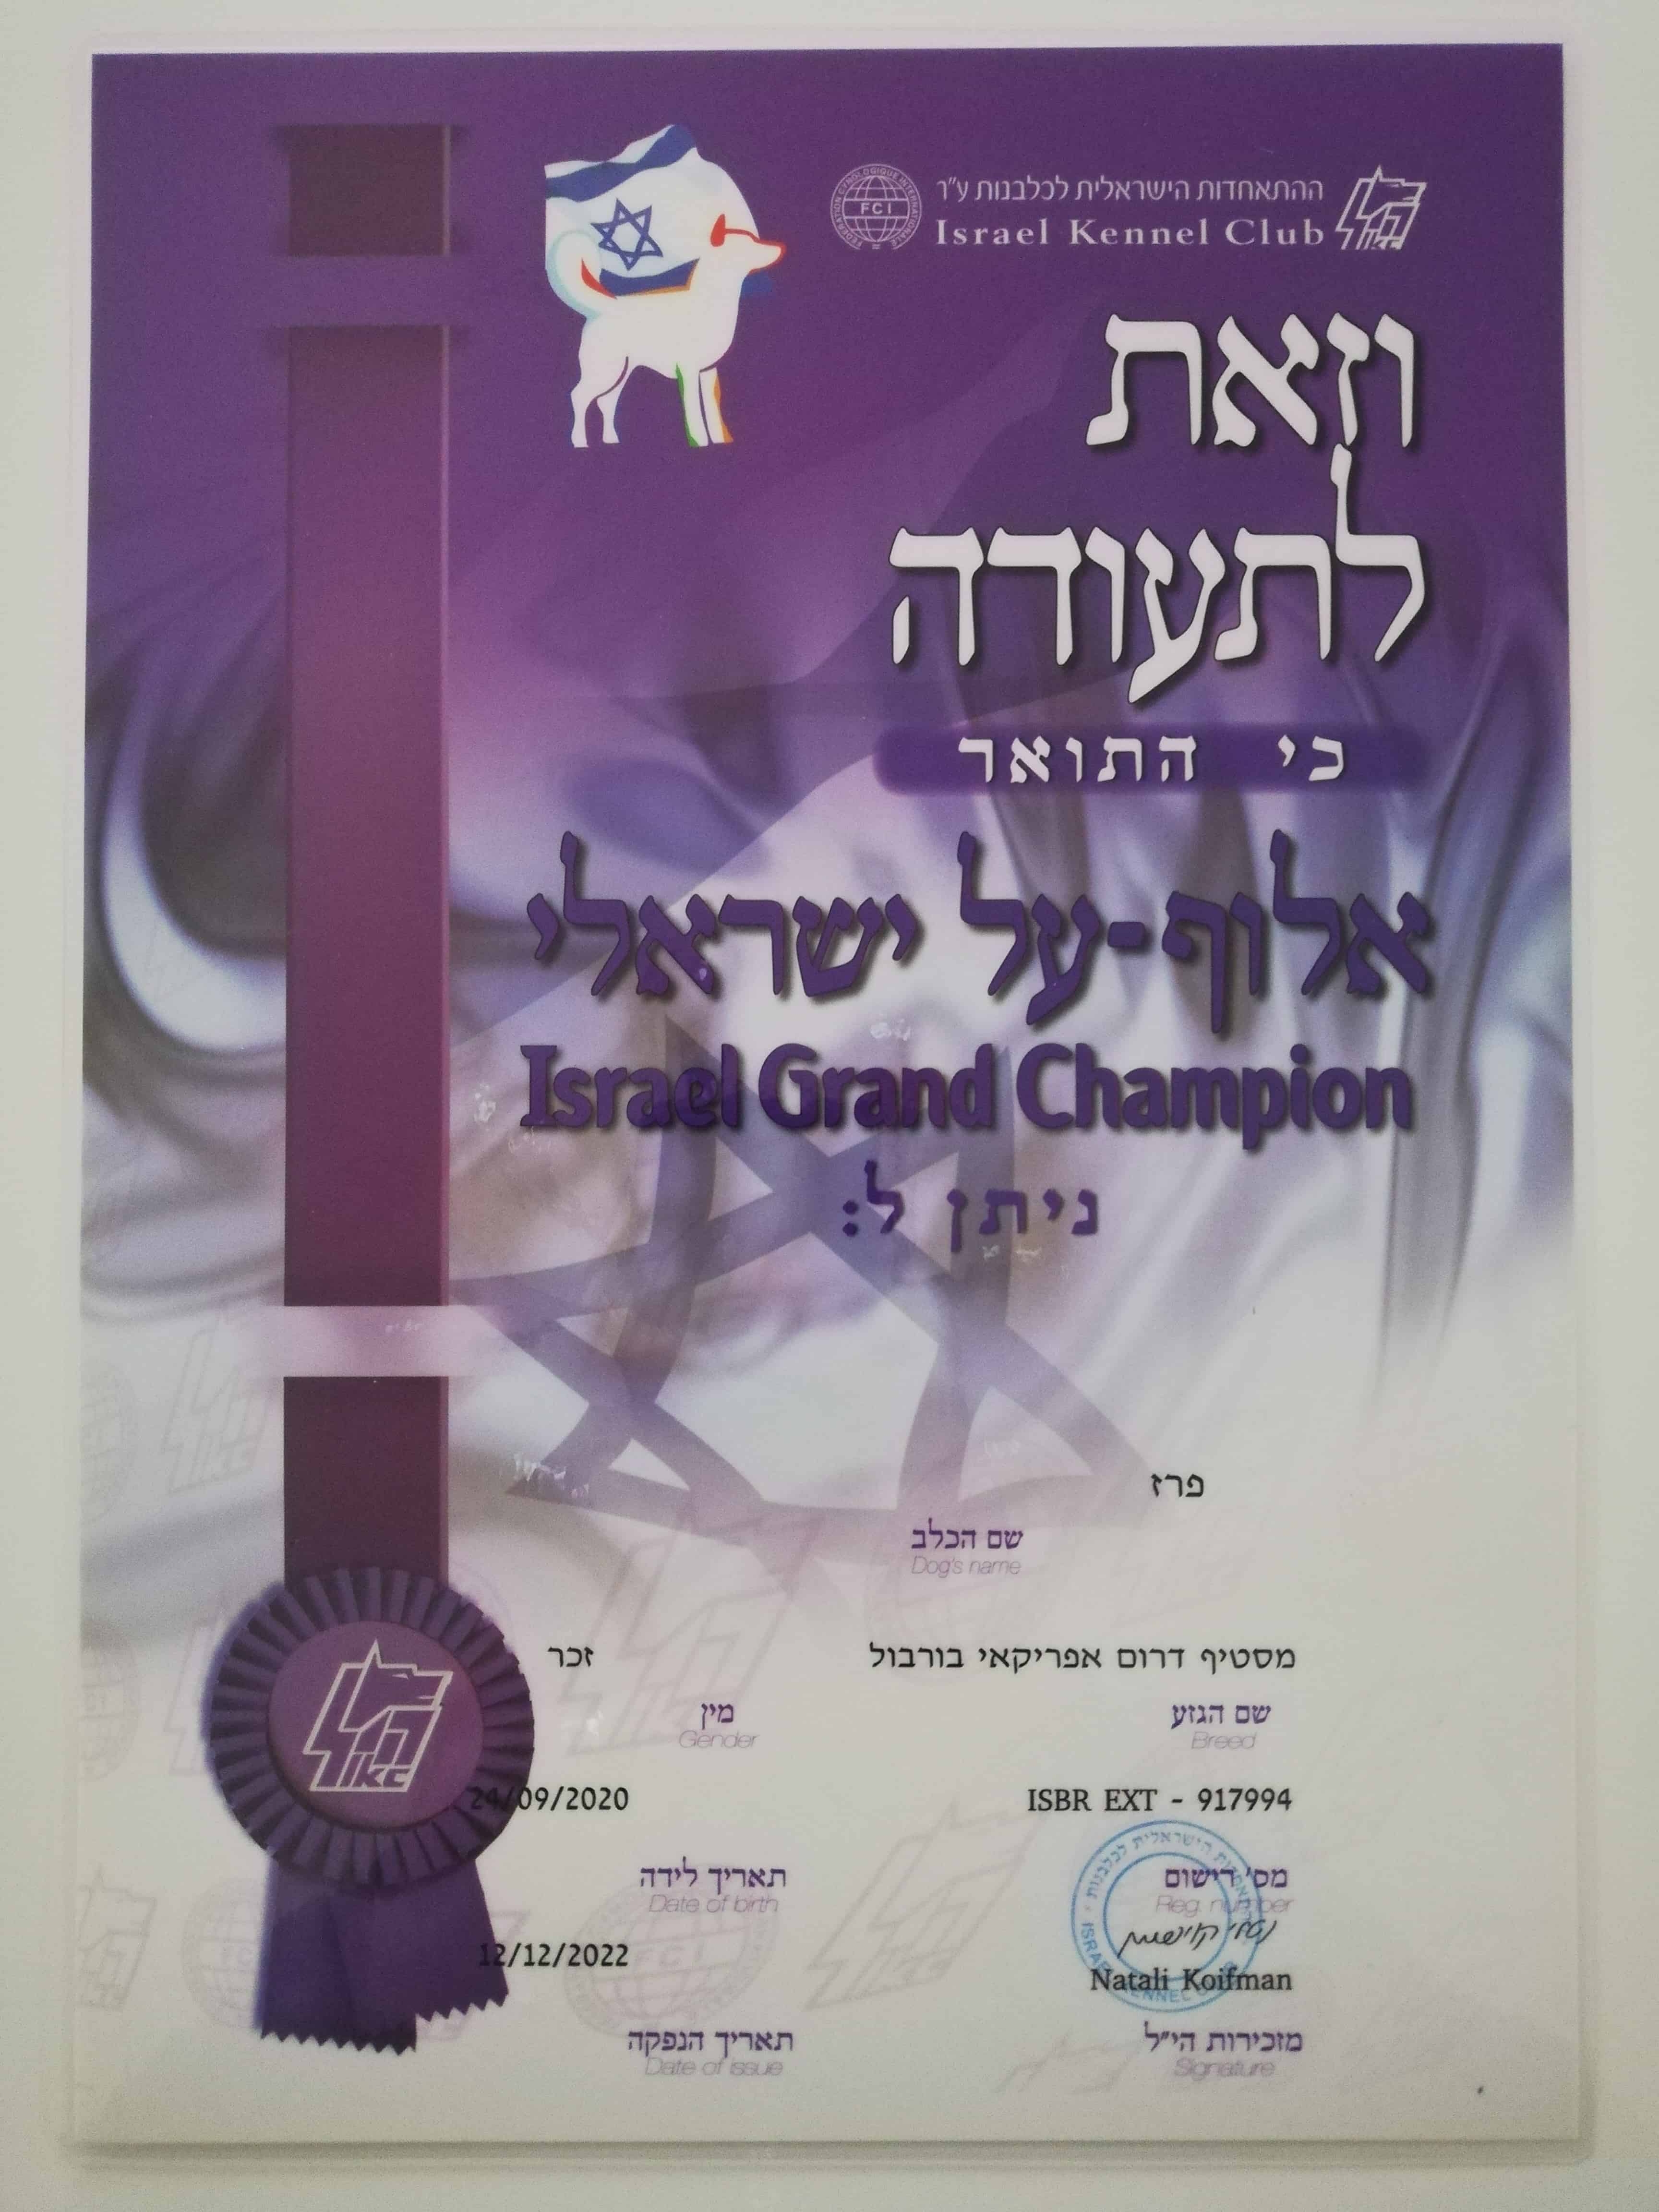 ההתאחדות הישראלית לכלבנות ע"ר
Israel Kennel Club
FCI
וזאת
לתעודה
כי התואר
אלוף-על ישראלי
Israel Grand Champion
ניתן ל:
פרז
שם הכלב
Dog's name
מסטיף דרום אפריקאי בורבול
זכר
שם הגזע
מין
Breed
Gender
ISBR EXT - 917994
24/09/2020
מס' רישום
תאריך לידה
Reg. number
Date of birth
12/12/2022
Natali Koifman
מזכירות הי"ל
תאריך הנפקה
Signature
Date of issue